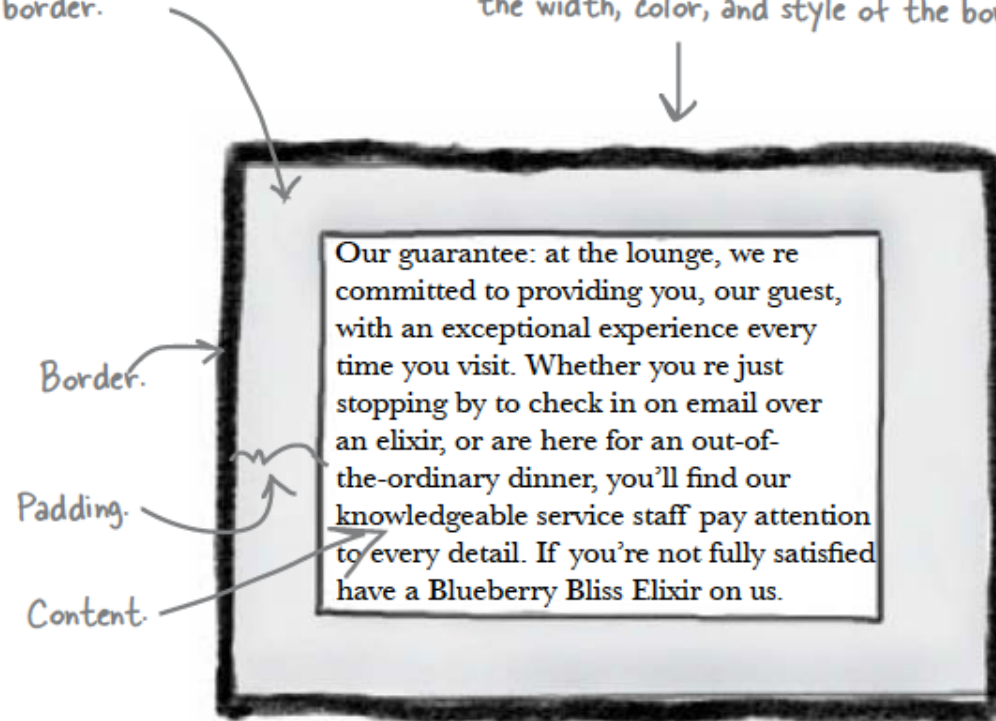 border.
the width, color, and style of the
Our guarantee: at the lounge, we re
committed to providing you, our guest,
with an exceptional experience every
time you visit. Whether you re just
stopping by to check in on email over
an elixir, or are here for an out-of-
the-ordinary dinner, you’ll find our
knowledgeable service staff pay attention
to every detail. If you’re not fully satisfied
have a Blueberry Bliss Elixir on us.
Border.
Padding.
Content.